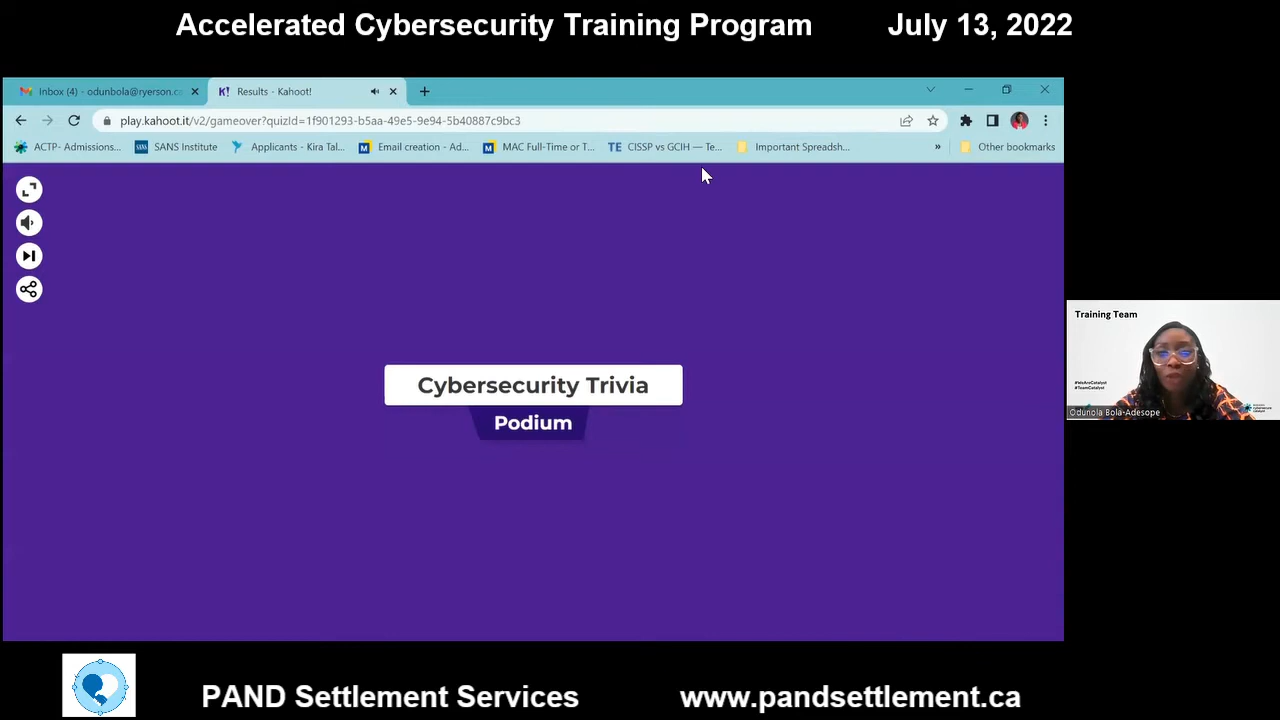 Accelerated Cybersecurity Training Program July 13, 2022
Inbox (4) - odunbola@ryerson.c
K! Results - Kahoot!
play.kahoot.it/v2/gameover?quizId=1f901293-b5aa-49e5-9e94-5b40887c9bc3
ACTP- Admissions... SANS Institute Applicants - Kira Tal... Email creation - Ad... MAC Full-Time or T... TE CISSP vs GCIH — Te... Important Spreadsh... » Other bookmarks
Cybersecurity Trivia
Podium
Training Team
#WeAreCatalyst
#TeamCatalyst
Odunola Bola-Adesope
PAND Settlement Services www.pandsettlement.ca